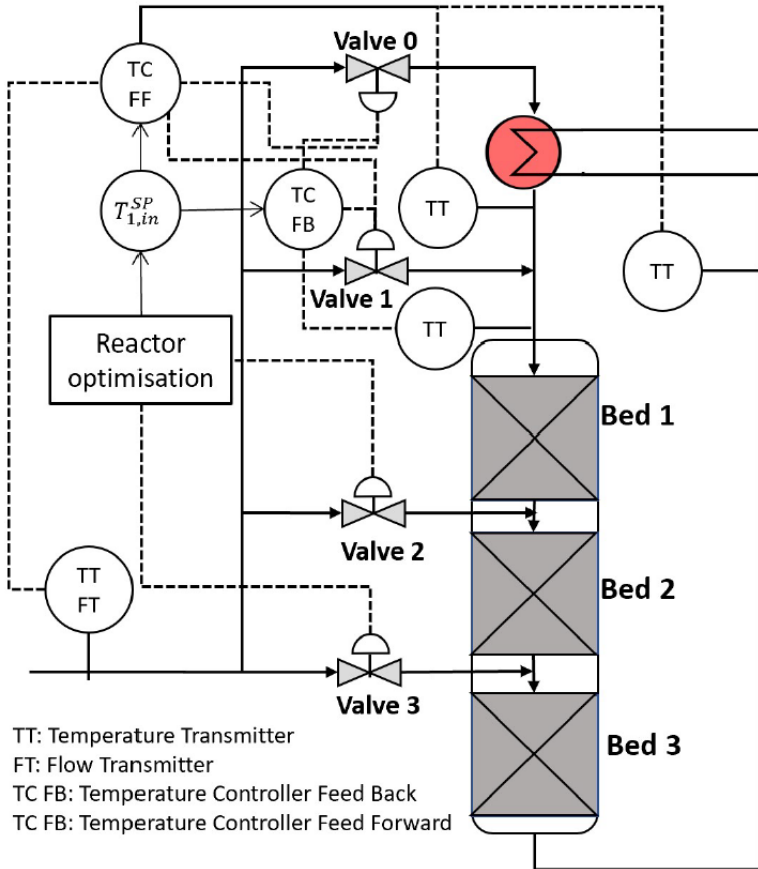 Valve 0
TC
FF
T_{1,in}^{SP}
TC
FB
TT
TT
Valve 1
TT
Reactor
optimisation
Bed 1
Valve 2
TT
FT
Bed 2
Valve 3
Bed 3
TT: Temperature Transmitter
FT: Flow Transmitter
TC FB: Temperature Controller Feed Back
TC FB: Temperature Controller Feed Forward